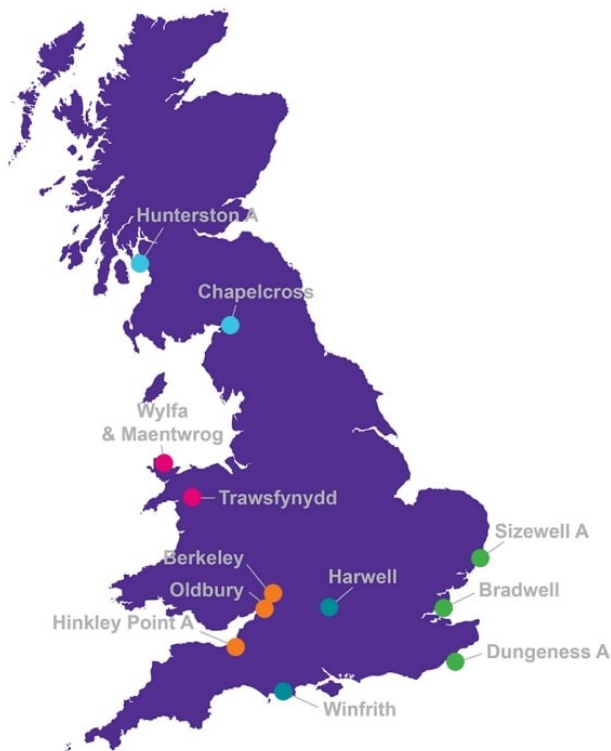 Hunterston A
Chapelcross
Wylfa
& Maentwrog
Trawsfynydd
Sizewell A
Berkeley
Harwell
Oldbury
Bradwell
Hinkley Point A
Dungeness A
Winfrith